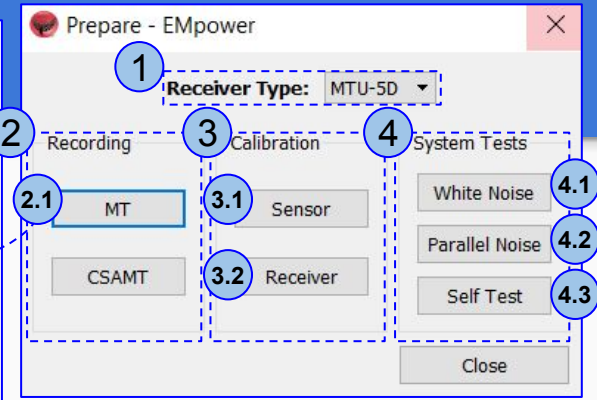 Prepare - EMpower
1
Receiver Type: MTU-5D
2 Recording 3 Calibration 4 System Tests
2.1 MT 3.1 Sensor White Noise 4.1
Parallel Noise 4.2
CSAMT 3.2 Receiver
Self Test 4.3
Close